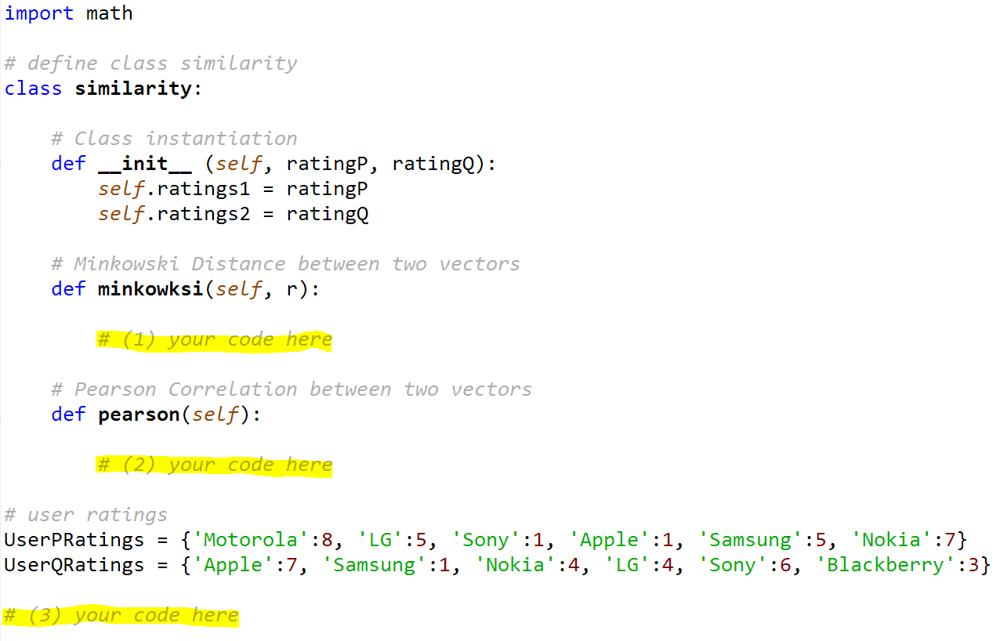 import math
# define class similarity
class similarity:
# Class instantiation
def __init__ (self, ratingP, ratingQ):
self.ratings1 = ratingP
self.ratings2 = ratingQ
# Minkowski Distance between two vectors
def minkowksi(self, r):
# (1) your code here
# Pearson Correlation between two vectors
def pearson(self):
# (2) your code here
# user ratings
UserPRatings = {'Motorola':8, 'LG':5, 'Sony':1, 'Apple':1, 'Samsung':5, 'Nokia':7}
UserQRatings = {'Apple':7, 'Samsung':1, 'Nokia':4, 'LG':4, 'Sony':6, 'Blackberry':3}
# (3) your code here